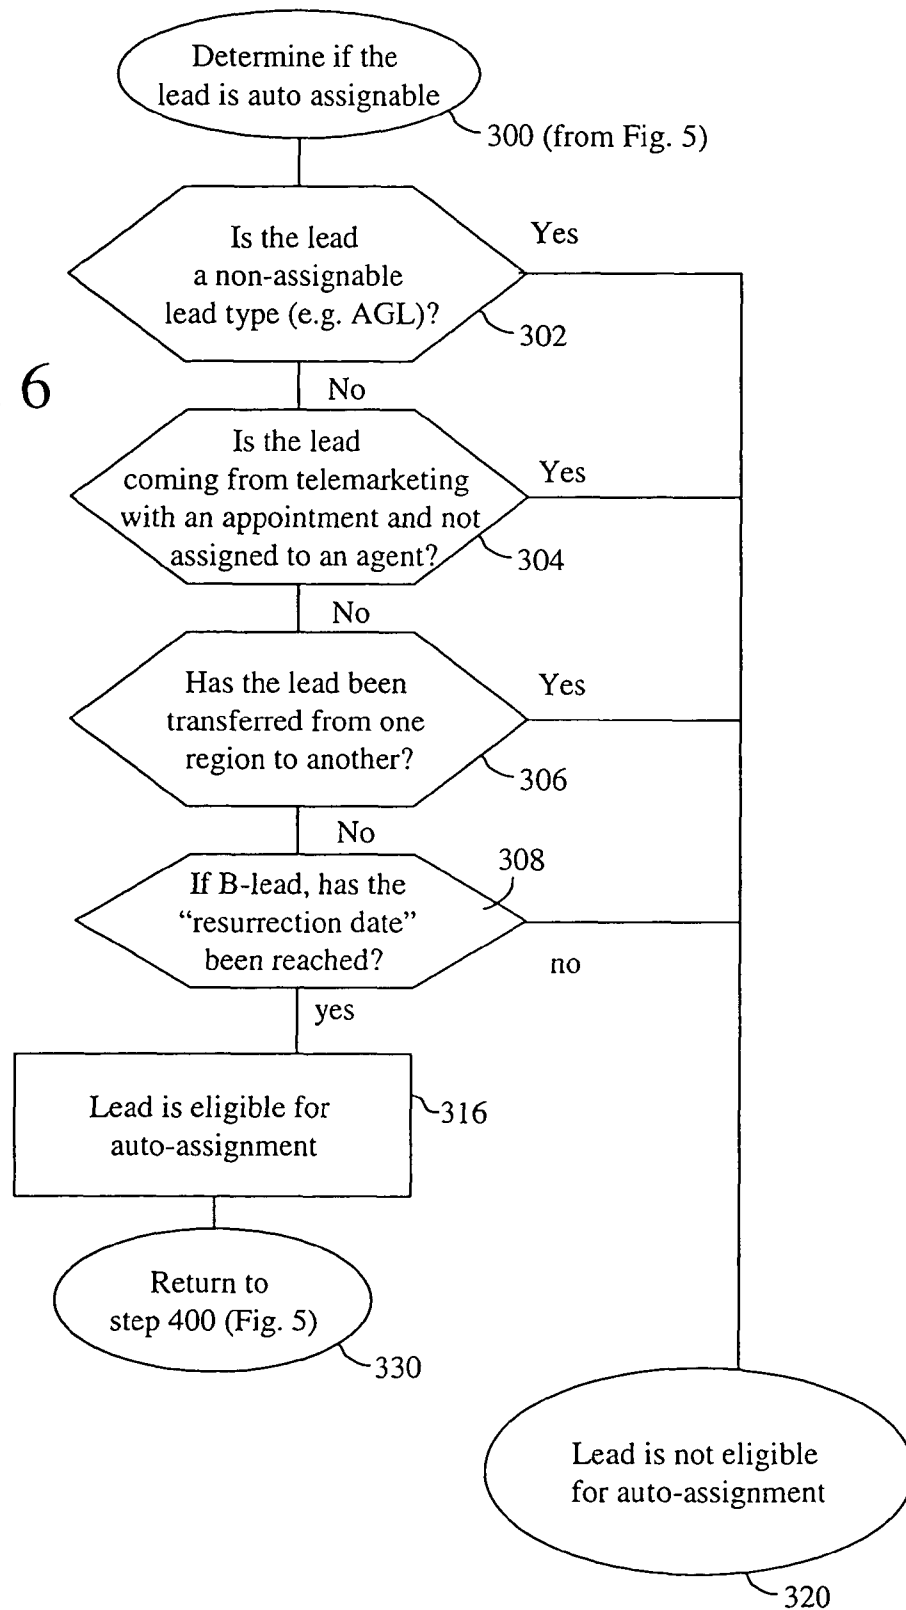 Determine if the
lead is auto assignable
300 (from Fig. 5)
Is the lead
a non-assignable
lead type (e.g. AGL)?
Yes
302
6
No
Is the lead
coming from telemarketing
with an appointment and not
assigned to an agent?
Yes
304
No
Has the lead been
transferred from one
region to another?
Yes
306
No
308
If B-lead, has the
“resurrection date”
been reached?
no
yes
Lead is eligible for
auto-assignment
316
Return to
step 400 (Fig. 5)
330
Lead is not eligible
for auto-assignment
320